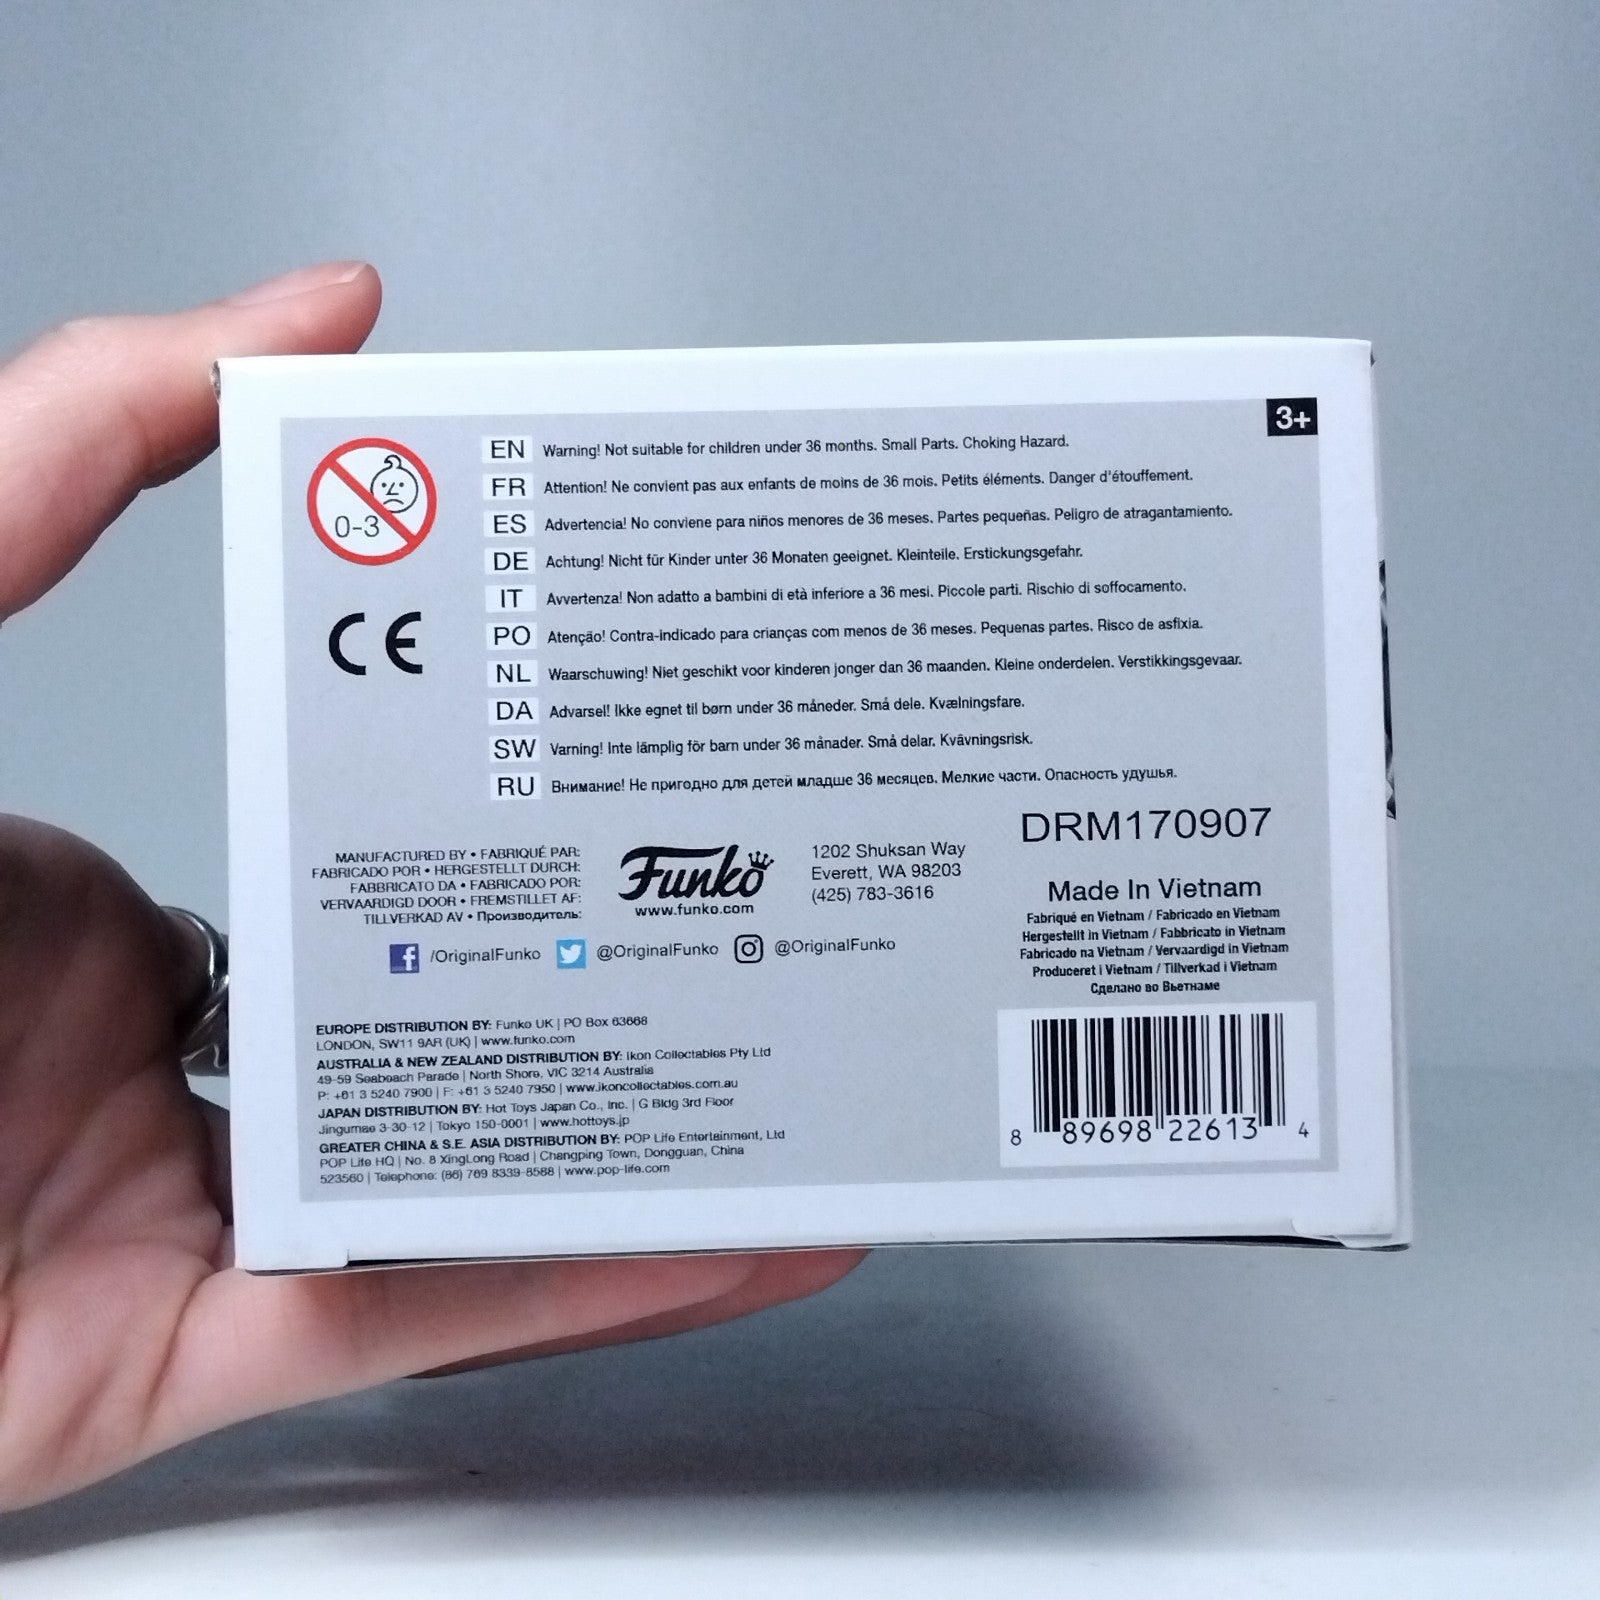 3+
0-3
CE
EN Warning! Not suitable for children under 36 months. Small Parts. Choking Hazard.
FR Attention! Ne convient pas aux enfants de moins de 36 mois. Petits éléments. Danger d'étouffement.
ES Advertencia! No conviene para niños menores de 36 meses. Partes pequeñas. Peligro de atragantamiento.
DE Achtung! Nicht für Kinder unter 36 Monaten geeignet. Kleinteile. Erstickungsgefahr.
IT Avvertenza! Non adatto a bambini di età inferiore a 36 mesi. Piccole parti. Rischio di soffocamento.
PO Atenção! Contra-indicado para crianças com menos de 36 meses. Pequenas partes. Risco de asfixia.
NL Waarschuwing! Niet geschikt voor kinderen jonger dan 36 maanden. Kleine onderdelen. Verstikkingsgevaar.
DA Advarsel! Ikke egnet til børn under 36 måneder. Små dele. Kvælningsfare.
SW Varning! Inte lämplig för barn under 36 månader. Små delar. Kvävningsrisk.
RU Внимание! Не пригодно для детей младше 36 месяцев. Мелкие части. Опасность удушья.
MANUFACTURED BY • FABRIQUÉ PAR:
FABRICADO POR • HERGESTELLT DURCH:
FABBRICATO DA • FABRICADO POR:
VERVAARDIGD DOOR • FREMSTILLET AF:
TILLVERKAD AV • Производитель:
Funko
www.funko.com
1202 Shuksan Way
Everett, WA 98203
(425) 783-3616
/OriginalFunko @OriginalFunko @OriginalFunko
DRM170907
Made In Vietnam
Fabriqué en Vietnam / Fabricado en Vietnam
Hergestellt in Vietnam / Fabbricato in Vietnam
Fabricado na Vietnam / Vervaardigd in Vietnam
Produceret i Vietnam / Tillverkad i Vietnam
Сделано во Вьетнаме
EUROPE DISTRIBUTION BY: Funko UK | PO Box 63668
LONDON, SW11 9AR (UK) | www.funko.com
AUSTRALIA & NEW ZEALAND DISTRIBUTION BY: Ikon Collectables Pty Ltd
49-59 Seabeach Parade | North Shore, VIC 3214 Australia
P: +61 3 5240 7900 | F: +61 3 5240 7950 | www.ikoncollectables.com.au
JAPAN DISTRIBUTION BY: Hot Toys Japan Co., Inc. | G Bldg 3rd Floor
Jingumae 3-30-12 | Tokyo 150-0001 | www.hottoys.jp
GREATER CHINA & S.E. ASIA DISTRIBUTION BY: POP Life Entertainment, Ltd
POP Life HQ | No. 8 XingLong Road | Changping Town, Dongguan, China
523560 | Telephone: (86) 769 8339-8588 | www.pop-life.com
8 89698 22613 4